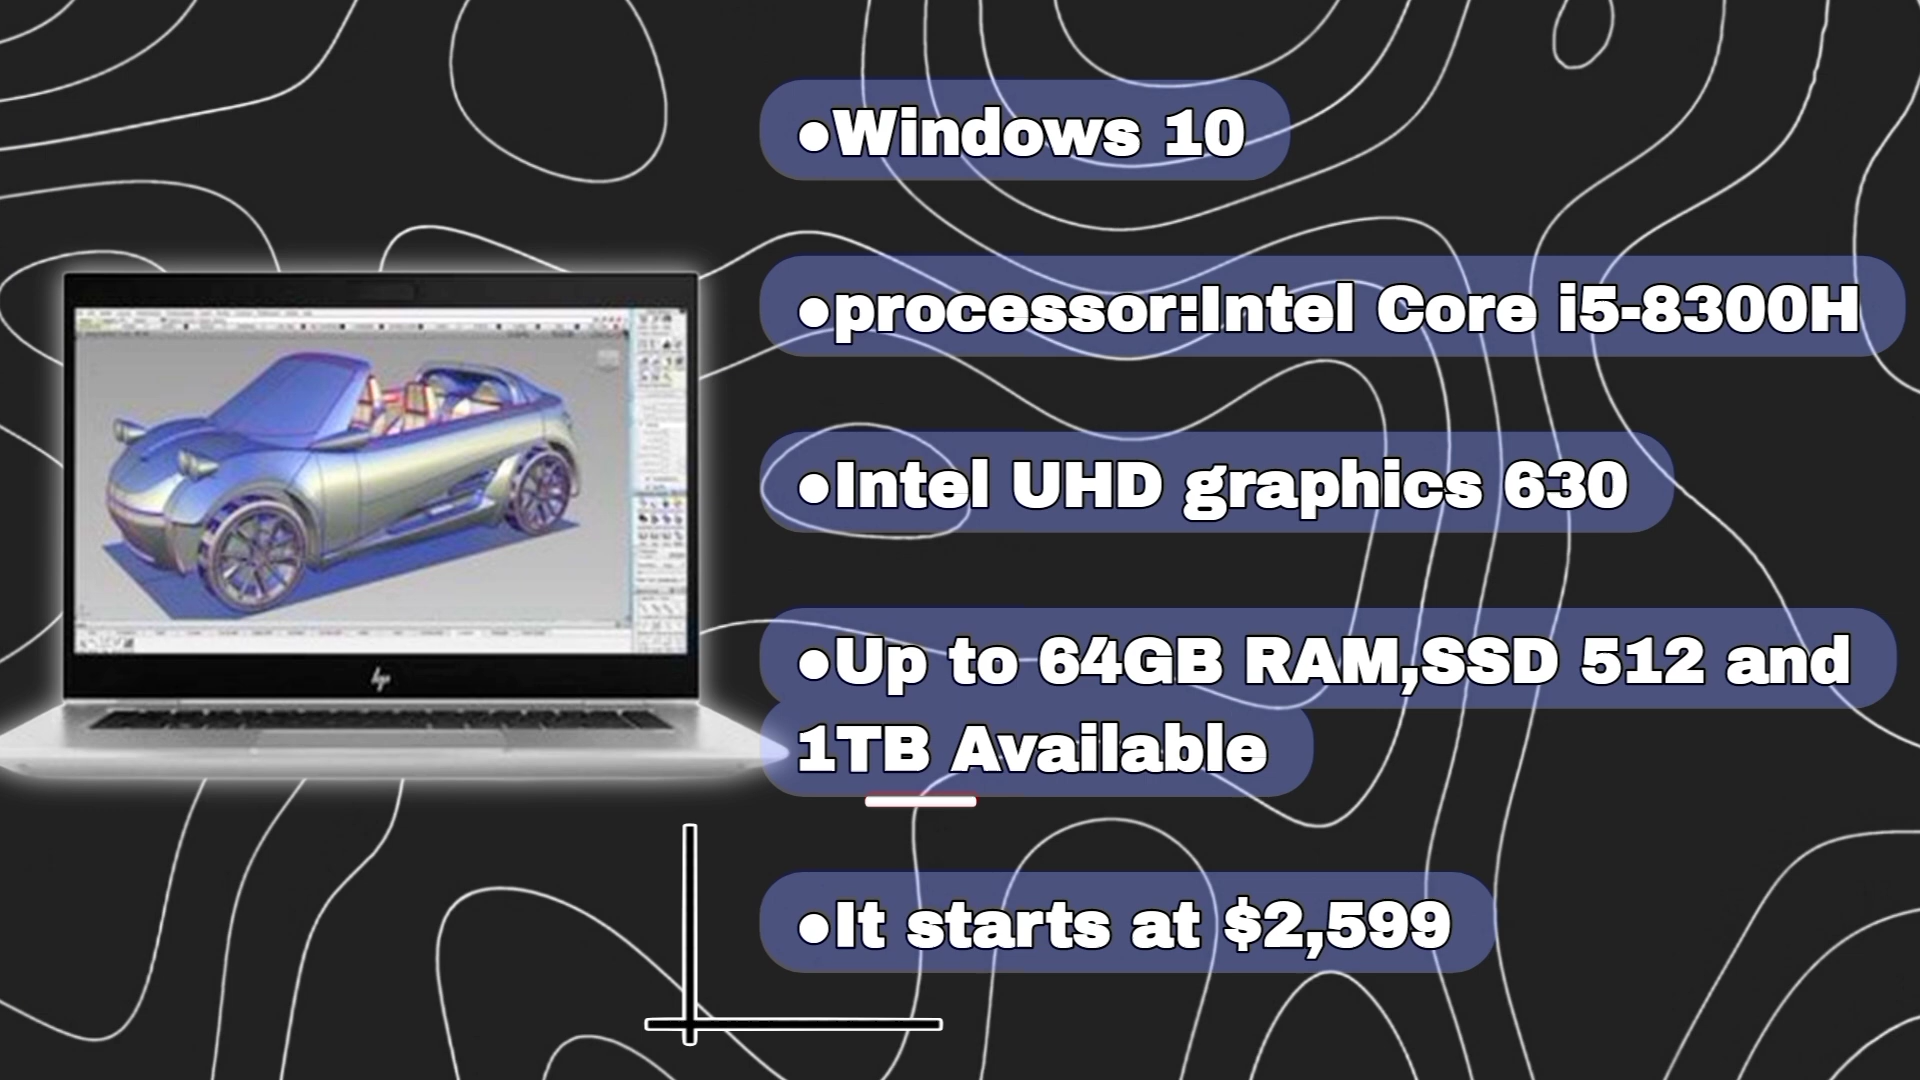 ●Windows 10
●processor:Intel Core i5-8300H
●Intel UHD graphics 630
●Up to 64GB RAM,SSD 512 and
1TB Available
●It starts at $2,599
hp